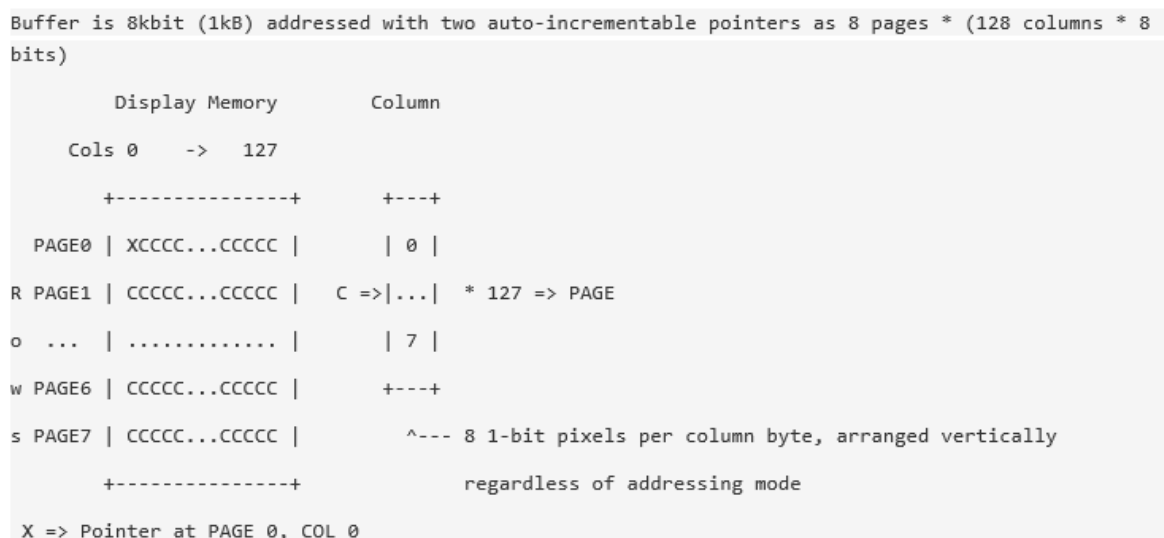 Buffer is 8kbit (1kB) addressed with two auto-incrementable pointers as 8 pages * (128 columns * 8
bits)
         Display Memory        Column
     Cols 0    ->   127
        +---------------+       +---+
  PAGE0 | XCCCC...CCCCC |       | 0 |
R PAGE1 | CCCCC...CCCCC |   C =>|...|  * 127 => PAGE
o  ...  | ............. |       | 7 |
w PAGE6 | CCCCC...CCCCC |       +---+
s PAGE7 | CCCCC...CCCCC |         ^--- 8 1-bit pixels per column byte, arranged vertically
        +---------------+              regardless of addressing mode
 X => Pointer at PAGE 0, COL 0